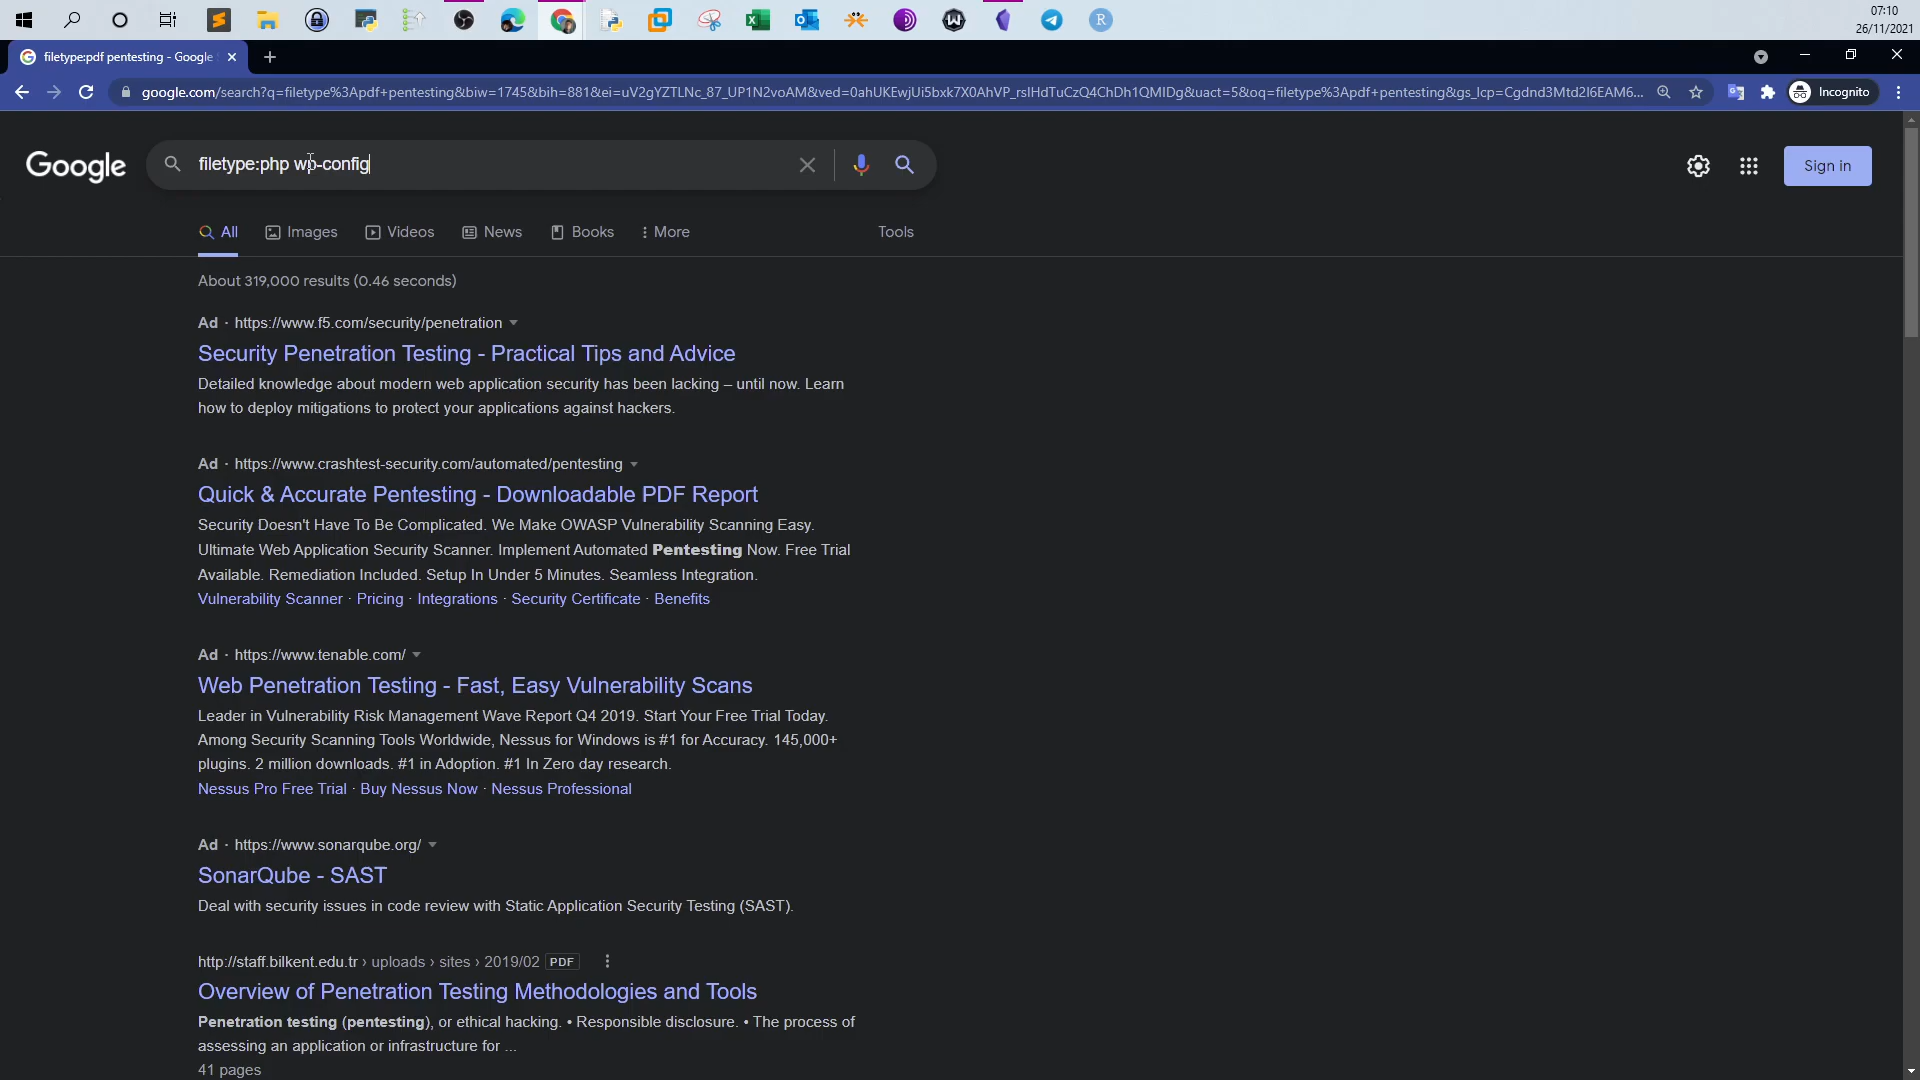 07:10
26/11/2021
filetype:pdf pentesting - Google
google.com/search?q=filetype%3Apdf+pentesting&biw=1745&bih=881&ei=uV2gYZTLNc_87_UP1N2voAM&ved=0ahUKEwjUi5bxk7X0AhVP_rsIHdTuCzQ4ChDh1QMIDg&uact=5&oq=filetype%3Apdf+pentesting&gs_lcp=Cgdnd3Mtd2l6EAM6...
Incognito
Google
filetype:php wp-config
Sign in
All
Images
Videos
News
Books
More
Tools
About 319,000 results (0.46 seconds)
Ad · https://www.f5.com/security/penetration
Security Penetration Testing - Practical Tips and Advice
Detailed knowledge about modern web application security has been lacking – until now. Learn
how to deploy mitigations to protect your applications against hackers.
Ad · https://www.crashtest-security.com/automated/pentesting
Quick & Accurate Pentesting - Downloadable PDF Report
Security Doesn't Have To Be Complicated. We Make OWASP Vulnerability Scanning Easy.
Ultimate Web Application Security Scanner. Implement Automated Pentesting Now. Free Trial
Available. Remediation Included. Setup In Under 5 Minutes. Seamless Integration.
Vulnerability Scanner · Pricing · Integrations · Security Certificate · Benefits
Ad · https://www.tenable.com/
Web Penetration Testing - Fast, Easy Vulnerability Scans
Leader in Vulnerability Risk Management Wave Report Q4 2019. Start Your Free Trial Today.
Among Security Scanning Tools Worldwide, Nessus for Windows is #1 for Accuracy. 145,000+
plugins. 2 million downloads. #1 in Adoption. #1 In Zero day research.
Nessus Pro Free Trial · Buy Nessus Now · Nessus Professional
Ad · https://www.sonarqube.org/
SonarQube - SAST
Deal with security issues in code review with Static Application Security Testing (SAST).
http://staff.bilkent.edu.tr › uploads › sites › 2019/02 PDF
Overview of Penetration Testing Methodologies and Tools
Penetration testing (pentesting), or ethical hacking. • Responsible disclosure. • The process of
assessing an application or infrastructure for ...
41 pages